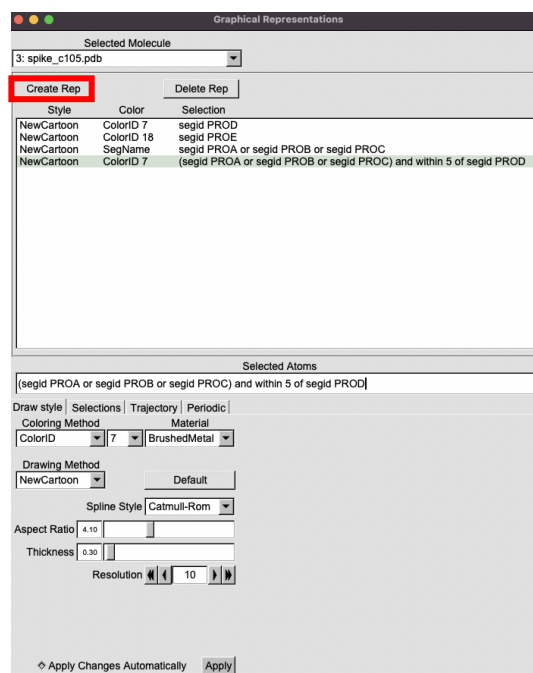 Graphical Representations
Selected Molecule
3: spike_c105.pdb
Create Rep Delete Rep
Style Color Selection
NewCartoon ColorID 7 segid PROD
NewCartoon ColorID 18 segid PROE
NewCartoon SegName segid PROA or segid PROB or segid PROC
NewCartoon ColorID 7 (segid PROA or segid PROB or segid PROC) and within 5 of segid PROD
Selected Atoms
(segid PROA or segid PROB or segid PROC) and within 5 of segid PROD
Draw style Selections Trajectory Periodic
Coloring Method Material
ColorID 7 BrushedMetal
Drawing Method
NewCartoon Default
Spline Style Catmull-Rom
Aspect Ratio 4.10
Thickness 0.30
Resolution 10
Apply Changes Automatically Apply